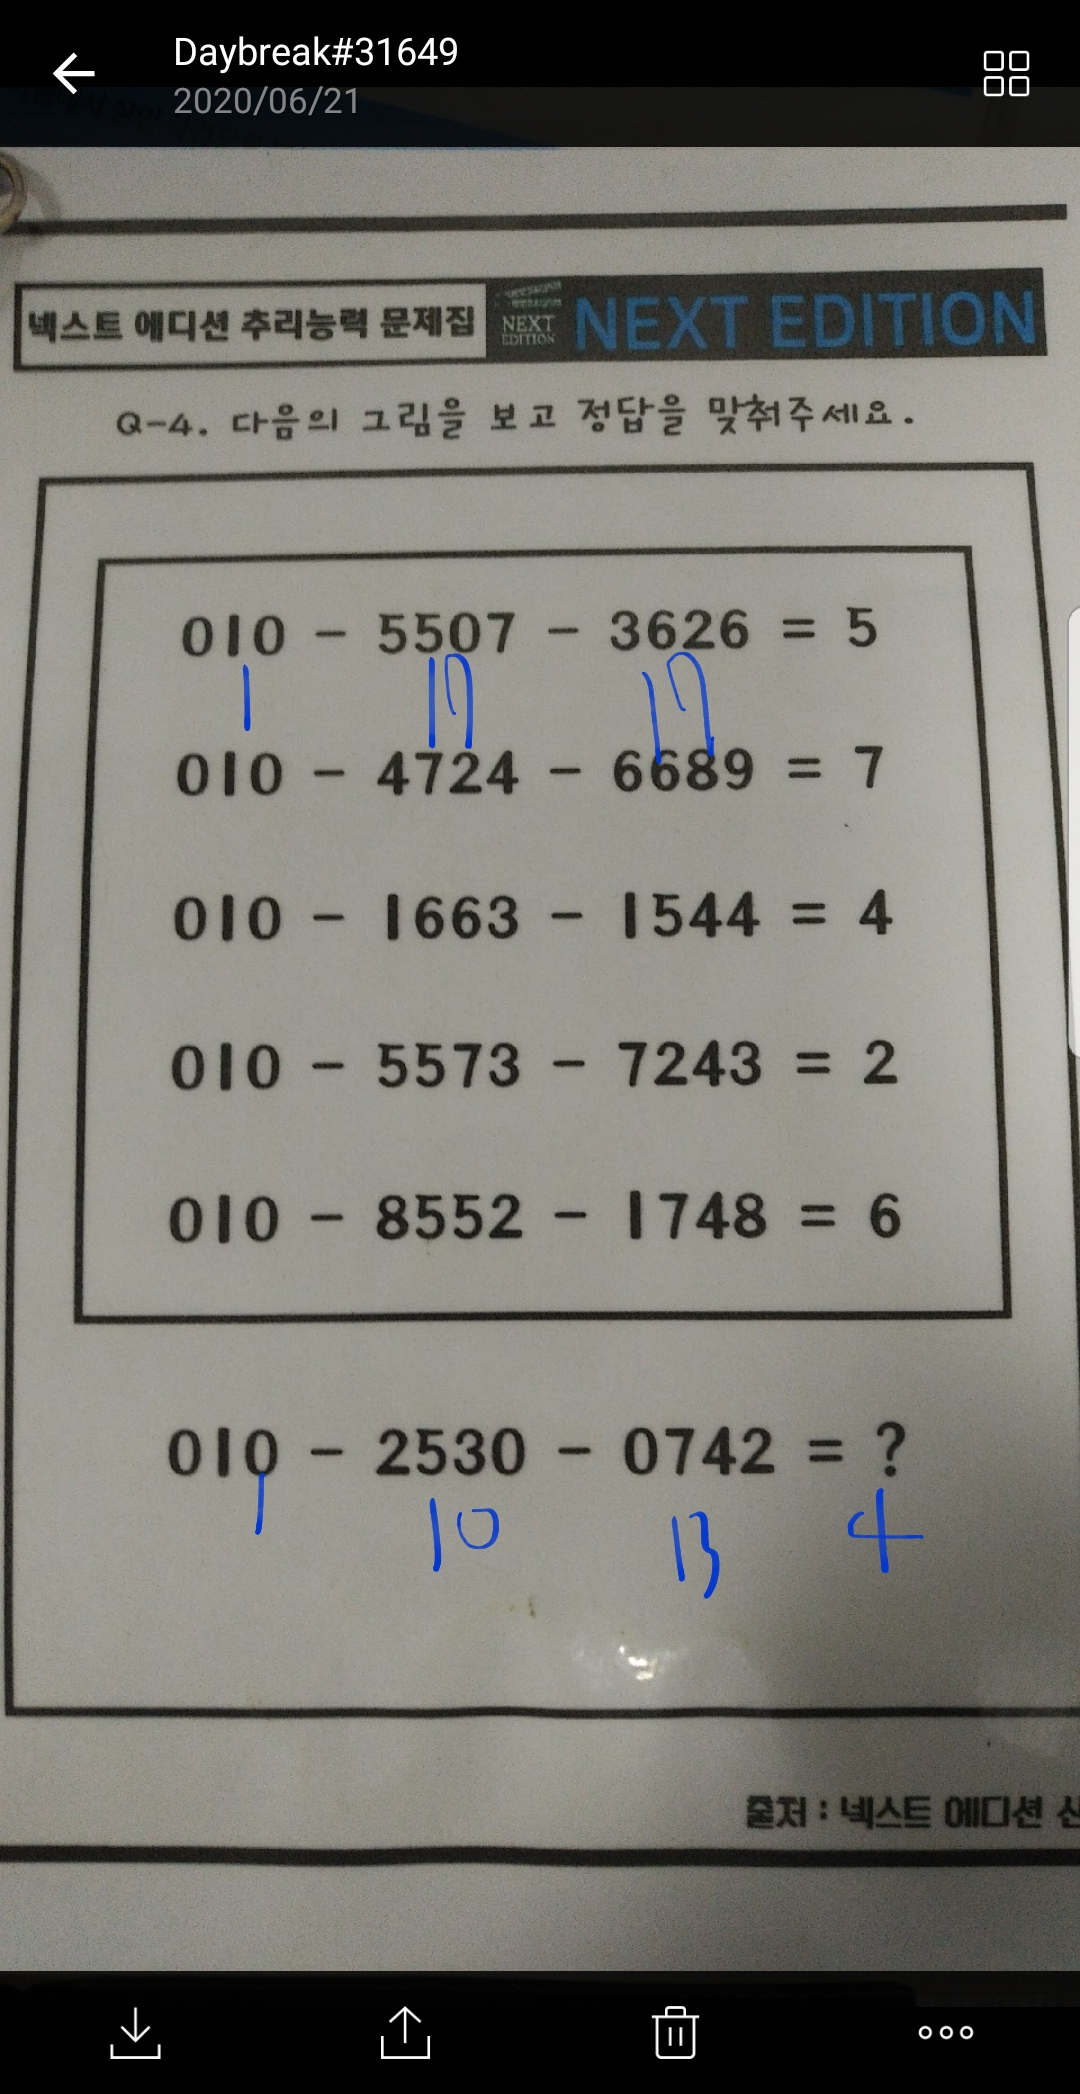 Daybreak#31649
2020/06/21
넥스트 에디션 추리능력 문제집 NEXT EDITION NEXT EDITION
Q-4. 다음의 그림을 보고 정답을 맞춰주세요.
010 - 5507 - 3626 = 5
1 17 17
010 - 4724 - 6689 = 7
010 - 1663 - 1544 = 4
010 - 5573 - 7243 = 2
010 - 8552 - 1748 = 6
010 - 2530 - 0742 = ?
1 10 13 4
출처 : 넥스트 에디션